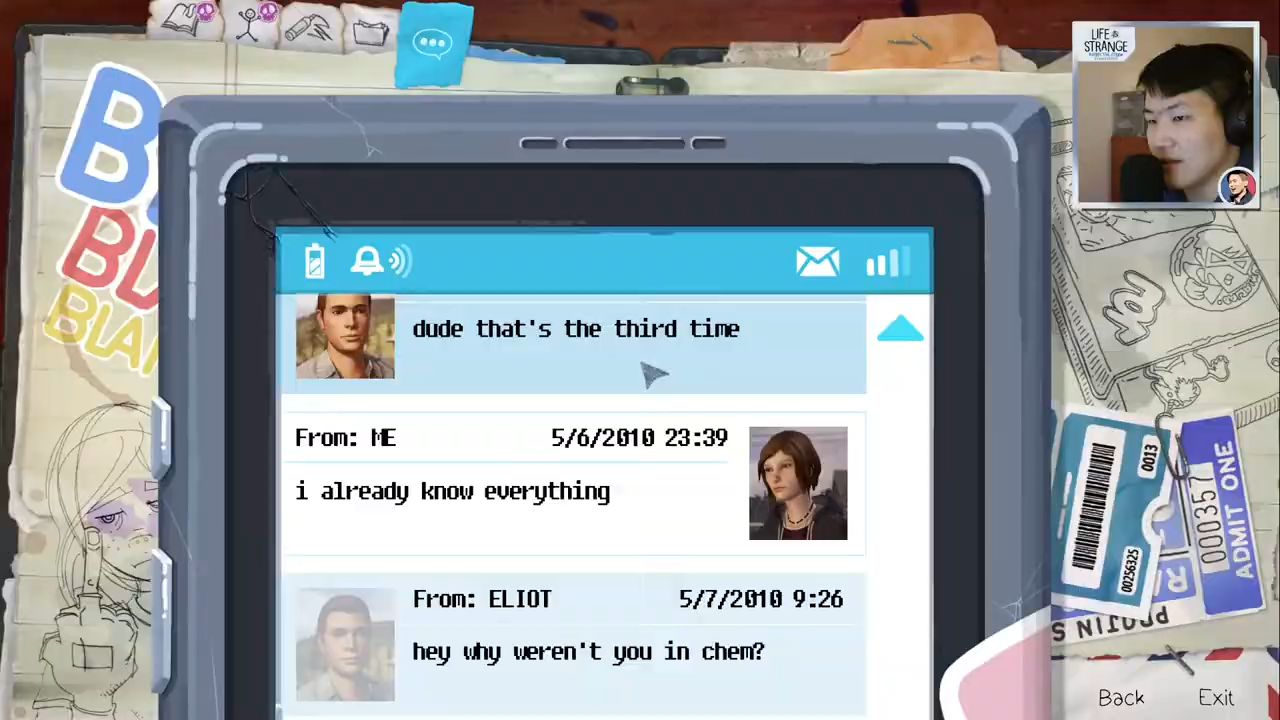 LIFE IS
STRANGE
dude that's the third time
From: ME 5/6/2010 23:39
i already know everything
From: ELIOT 5/7/2010 9:26
hey why weren't you in chem?
0013
00256325
000357
ADMIT ONE
Back Exit